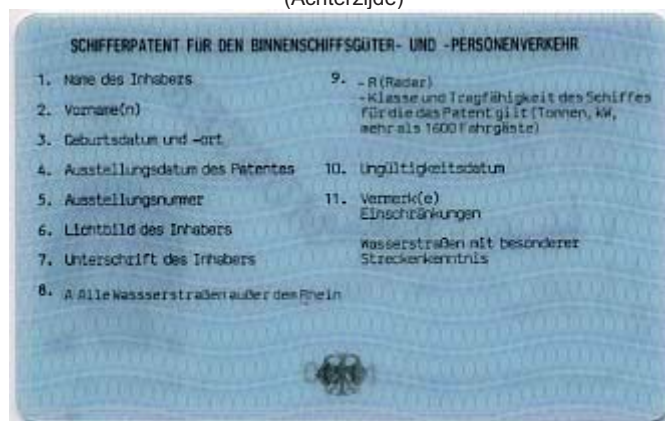 (Achterzijde)
SCHIFFERPATENT FÜR DEN BINNENSCHIFFSGÜTER- UND -PERSONENVERKEHR
1. Name des Inhabers
2. Vorname(n)
3. Geburtsdatum und -ort
4. Ausstellungsdatum des Patentes
5. Ausstellungsnummer
6. Lichtbild des Inhabers
7. Unterschrift des Inhabers
8. A Alle Wassserstraßen außer dem Rhein
9. - R (Radar)
- Klasse und Tragfähigkeit des Schiffes
für die das Patent gilt (Tonnen, kW,
mehr als 1600 Fahrgäste)
10. Ungültigkeitsdatum
11. Vermerk(e)
Einschränkungen
Wasserstraßen mit besonderer
Streckenkenntnis